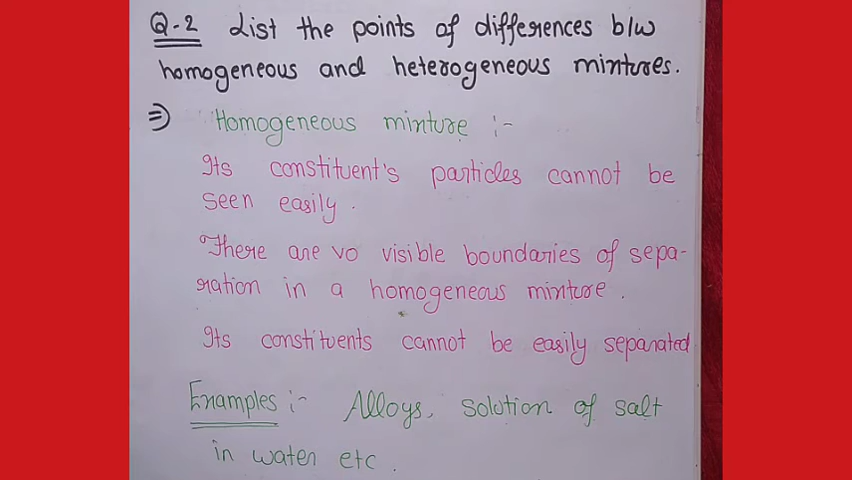 Q-2 List the points of differences b/w
homogeneous and heterogeneous mixtures.
⇒ Homogeneous mixture :-
Its constituent's particles cannot be
seen easily.
There are no visible boundaries of sepa-
ration in a homogeneous mixture.
Its constituents cannot be easily separated
Examples :- Alloys, solution of salt
in water etc.